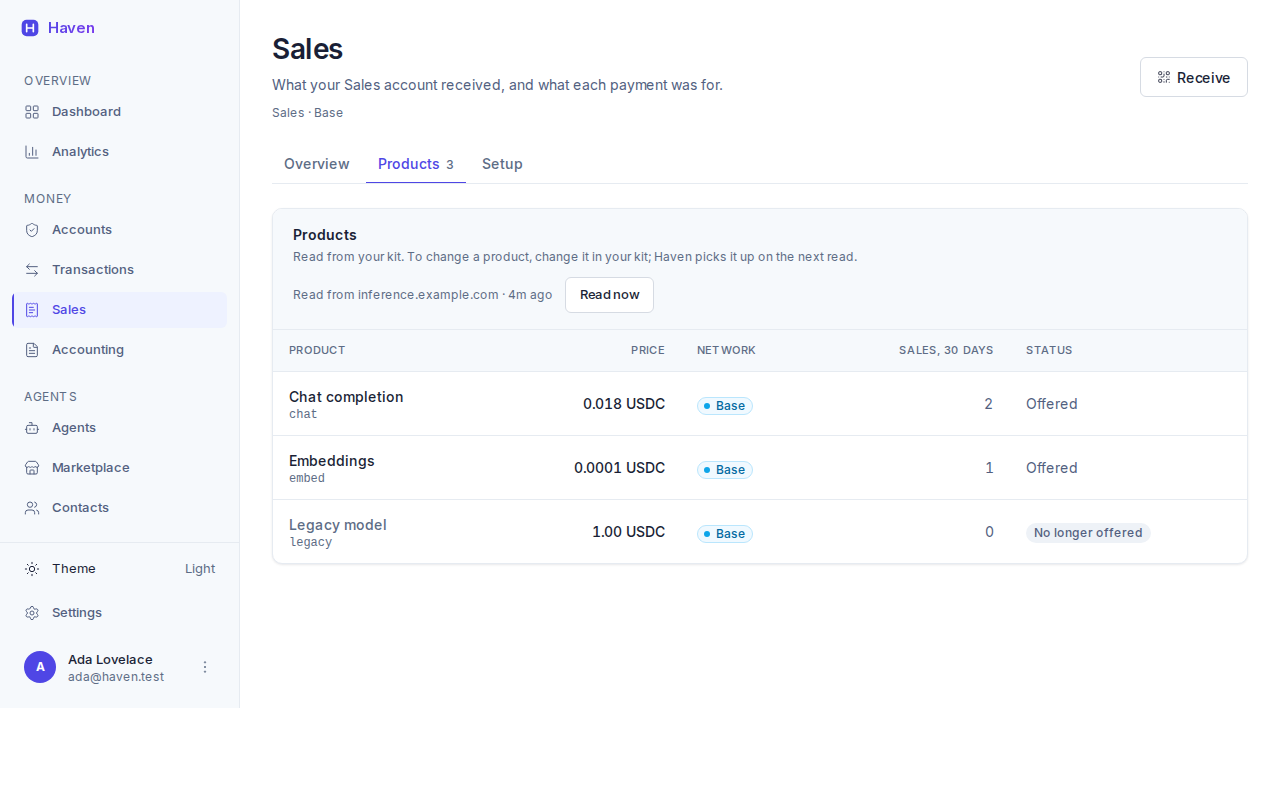 Haven
OVERVIEW
Dashboard
Analytics
MONEY
Accounts
Transactions
Sales
Accounting
AGENTS
Agents
Marketplace
Contacts
Theme Light
Settings
A
Ada Lovelace
ada@haven.test
Sales
What your Sales account received, and what each payment was for.
Sales · Base
Receive
Overview Products 3 Setup
Products
Read from your kit. To change a product, change it in your kit; Haven picks it up on the next read.
Read from inference.example.com · 4m ago Read now
PRODUCT PRICE NETWORK SALES, 30 DAYS STATUS
Chat completion
chat
0.018 USDC Base 2 Offered
Embeddings
embed
0.0001 USDC Base 1 Offered
Legacy model
legacy
1.00 USDC Base 0 No longer offered